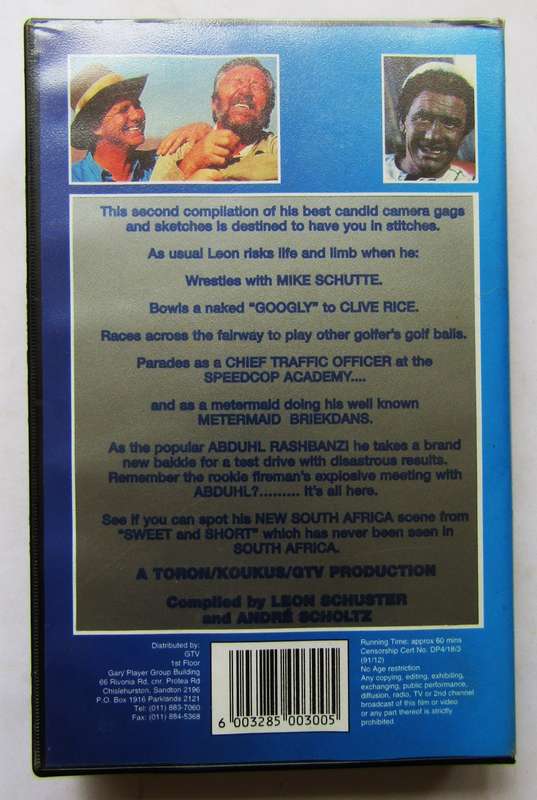 This second compilation of his best candid camera gags
and sketches is destined to have you in stitches.
As usual Leon risks life and limb when he:
Wrestles with MIKE SCHUTTE.
Bowls a naked "GOOGLY" to CLIVE RICE.
Races across the fairway to play other golfer's golf balls.
Parades as a CHIEF TRAFFIC OFFICER at the
SPEEDCOP ACADEMY....
and as a metermaid doing his well known
METERMAID BRIEKDANS.
As the popular ABDUHL RASHBANZI he takes a brand
new bakkie for a test drive with disastrous results.
Remember the rookie fireman's explosive meeting with
ABDUHL?......... It's all here.
See if you can spot his NEW SOUTH AFRICA scene from
"SWEET and SHORT" which has never been seen in
SOUTH AFRICA.
A TORON/KOUKUS/GTV PRODUCTION
Compiled by LEON SCHUSTER
and ANDRÉ SCHOLTZ
Distributed by:
GTV
1st Floor
Gary Player Group Building
66 Rivonia Rd, cnr. Protea Rd
Chislehurston, Sandton 2196
P.O. Box 1916 Parklands 2121
Tel: (011) 883-7060
Fax: (011) 884-5368
6 003285 003005
Running Time: approx 60 mins
Censorship Cert No. DP4/18/3
(91/12)
No Age restriction
Any copying, editing, exhibiting,
exchanging, public performance,
diffusion, radio, TV or 2nd channel
broadcast of this film or video
or any part thereof is strictly
prohibited.